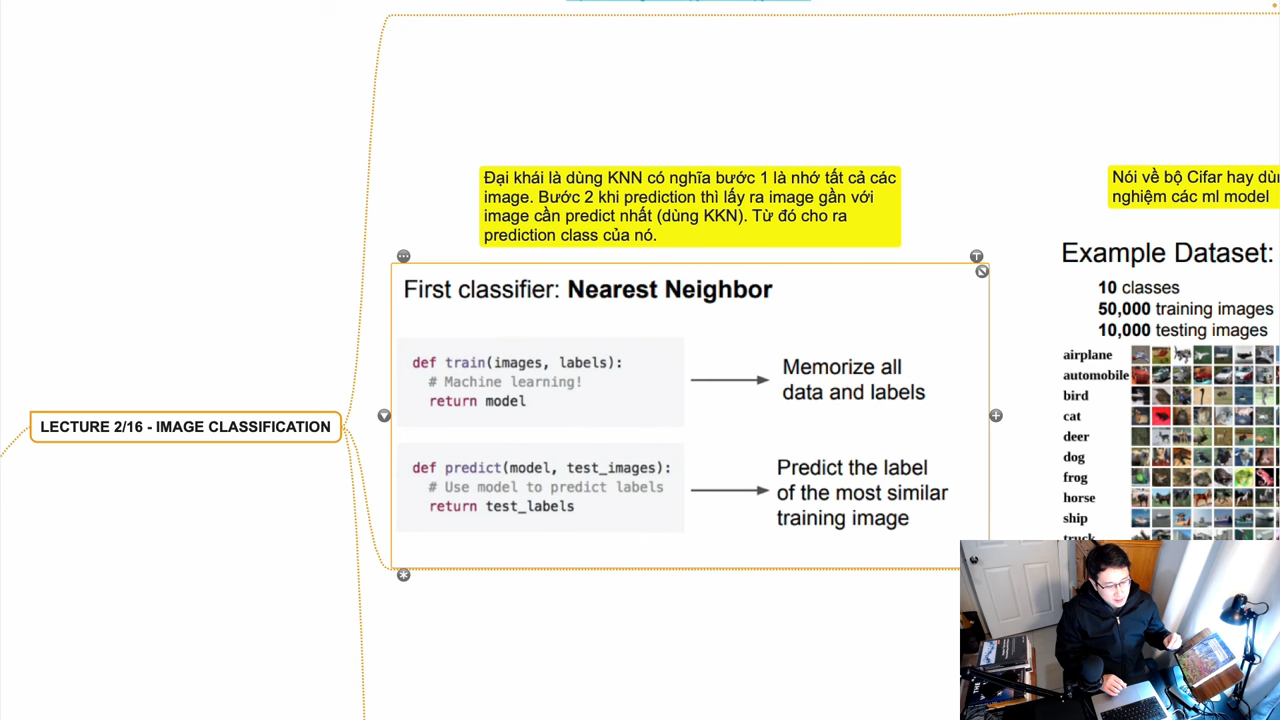 Đại khái là dùng KNN có nghĩa bước 1 là nhớ tất cả các
image. Bước 2 khi prediction thì lấy ra image gần với
image cần predict nhất (dùng KKN). Từ đó cho ra
prediction class của nó.
Nói về bộ Cifar hay dùn
nghiệm các ml model
First classifier: Nearest Neighbor
def train(images, labels):
# Machine learning!
return model
Memorize all
data and labels
def predict(model, test_images):
# Use model to predict labels
return test_labels
Predict the label
of the most similar
training image
LECTURE 2/16 - IMAGE CLASSIFICATION
Example Dataset:
10 classes
50,000 training images
10,000 testing images
airplane
automobile
bird
cat
deer
dog
frog
horse
ship
truck